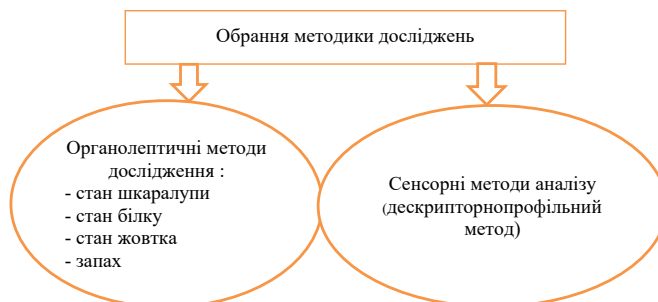 Обрання методики досліджень
Органолептичні методи
дослідження :
- стан шкаралупи
- стан білку
- стан жовтка
- запах
Сенсорні методи аналізу
(дескрипторнопрофільний
метод)